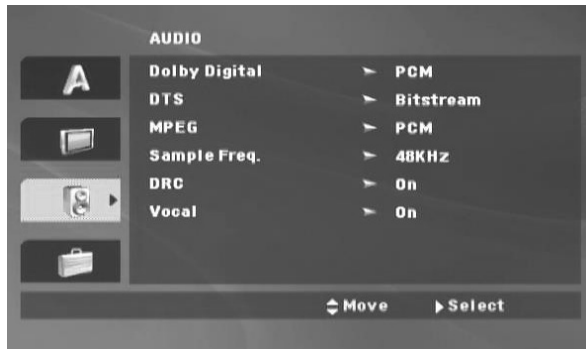 AUDIO
A
Dolby Digital PCM
DTS Bitstream
MPEG PCM
Sample Freq. 48KHz
DRC On
Vocal On
Move Select